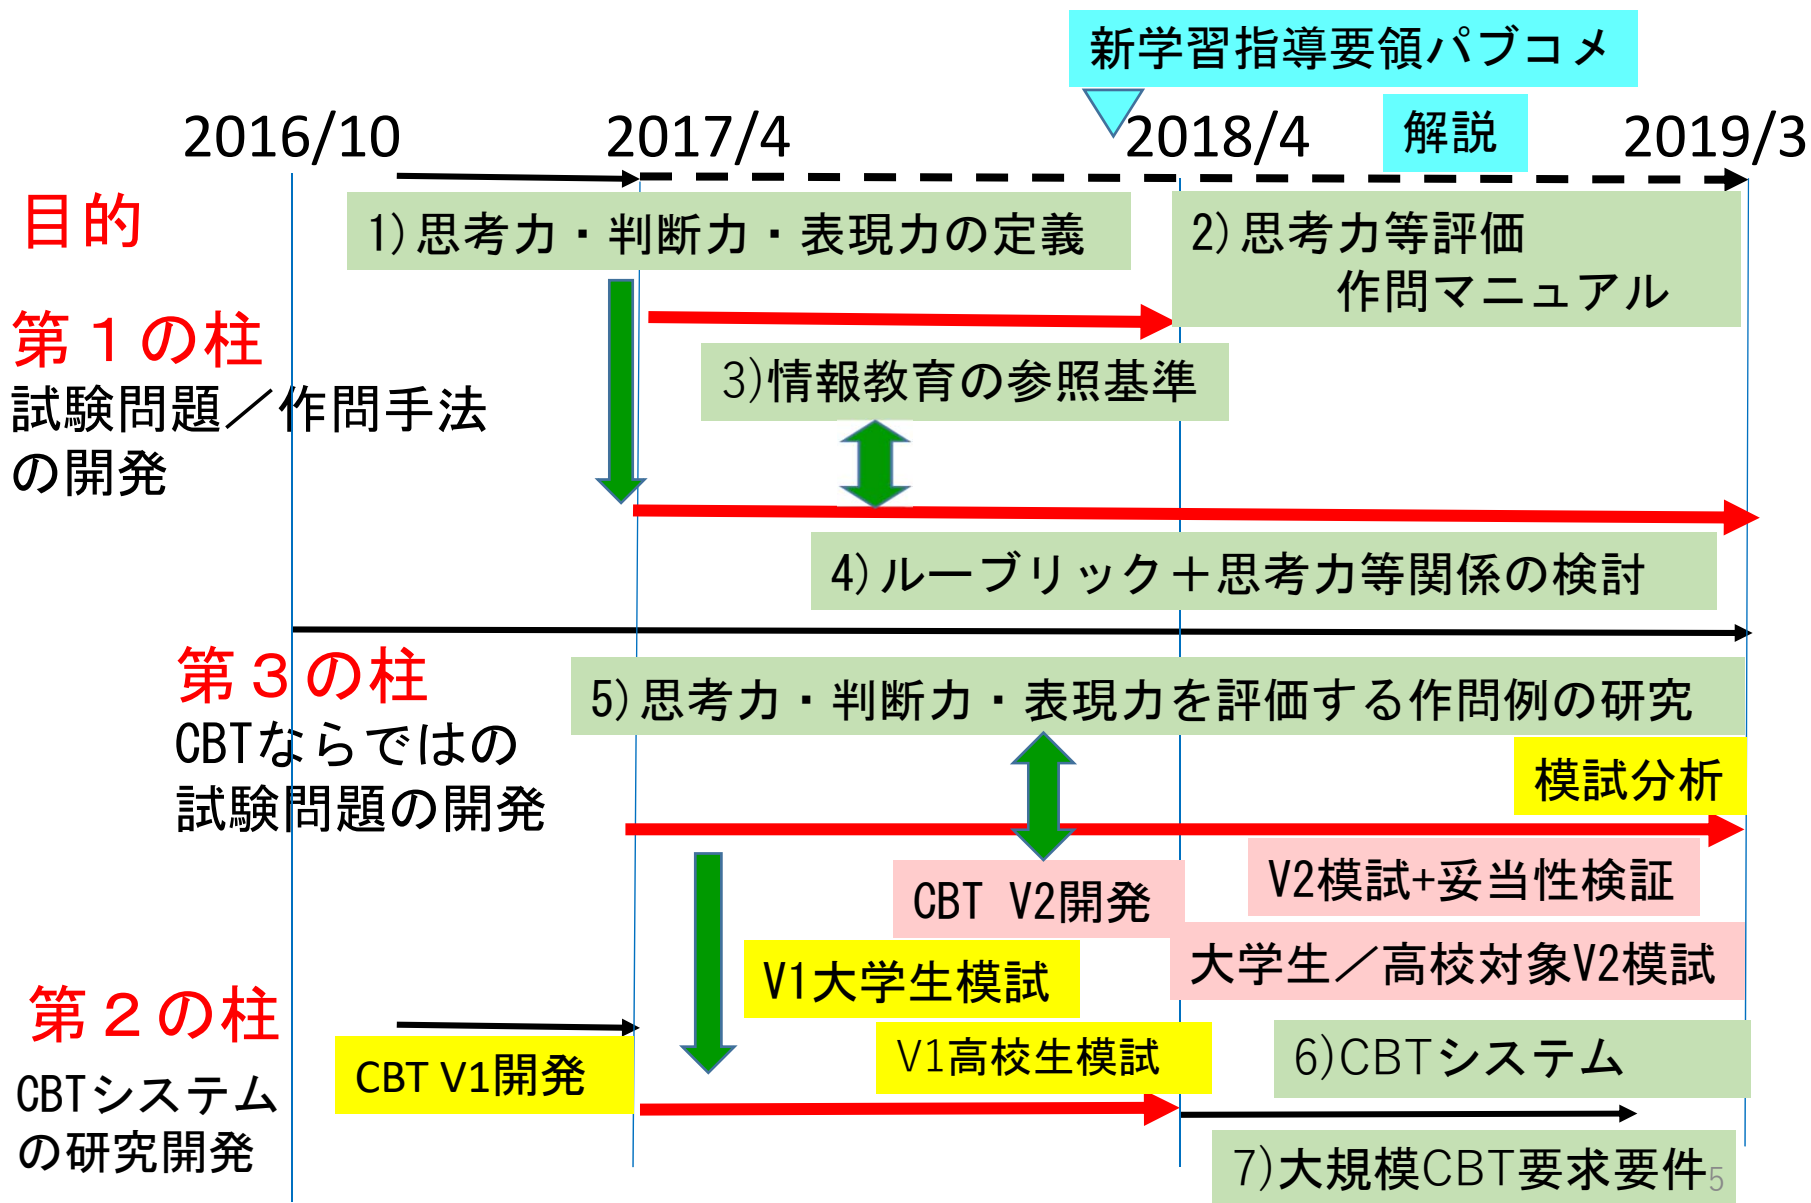 新学習指導要領パブコメ
2016/10
2017/4
2018/4
解説
2019/3
目的
1)思考力・判断力・表現力の定義
2)思考力等評価
作問マニュアル
第１の柱
試験問題／作問手法
の開発
3)情報教育の参照基準
4)ルーブリック＋思考力等関係の検討
第３の柱
CBTならではの
試験問題の開発
5)思考力・判断力・表現力を評価する作問例の研究
模試分析
CBT V2開発
V2模試+妥当性検証
V1大学生模試
大学生／高校対象V2模試
第２の柱
CBTシステム
の研究開発
CBT V1開発
V1高校生模試
6)CBTシステム
7)大規模CBT要求要件
5